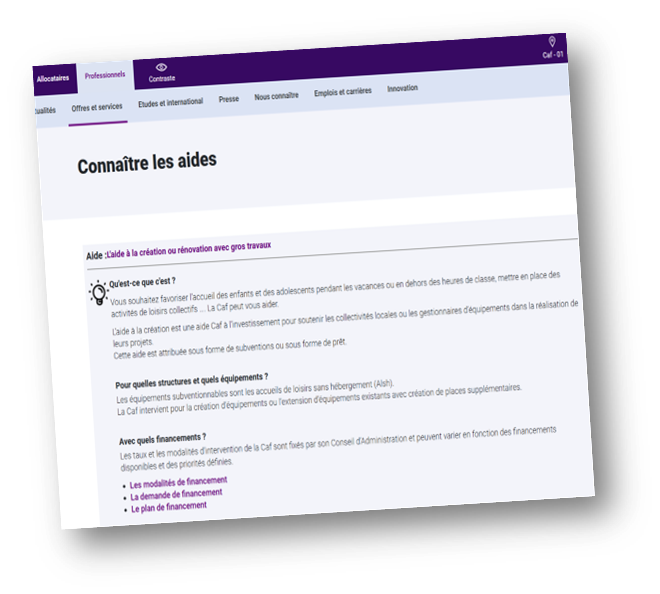 Allocataires
Professionnels
Contraste
Caf - 01
tualités
Offres et services
Etudes et international
Presse
Nous connaître
Emplois et carrières
Innovation
Connaître les aides
Aide :L'aide à la création ou rénovation avec gros travaux
Qu'est-ce que c'est ?
Vous souhaitez favoriser l'accueil des enfants et des adolescents pendant les vacances ou en dehors des heures de classe, mettre en place des
activités de loisirs collectifs ... La Caf peut vous aider.
L'aide à la création est une aide Caf à l'investissement pour soutenir les collectivités locales ou les gestionnaires d'équipements dans la réalisation de
leurs projets.
Cette aide est attribuée sous forme de subventions ou sous forme de prêt.
Pour quelles structures et quels équipements ?
Les équipements subventionnables sont les accueils de loisirs sans hébergement (Alsh).
La Caf intervient pour la création d'équipements ou l'extension d'équipements existants avec création de places supplémentaires.
Avec quels financements ?
Les taux et les modalités d'intervention de la Caf sont fixés par son Conseil d'Administration et peuvent varier en fonction des financements
disponibles et des priorités définies.
• Les modalités de financement
• La demande de financement
• Le plan de financement